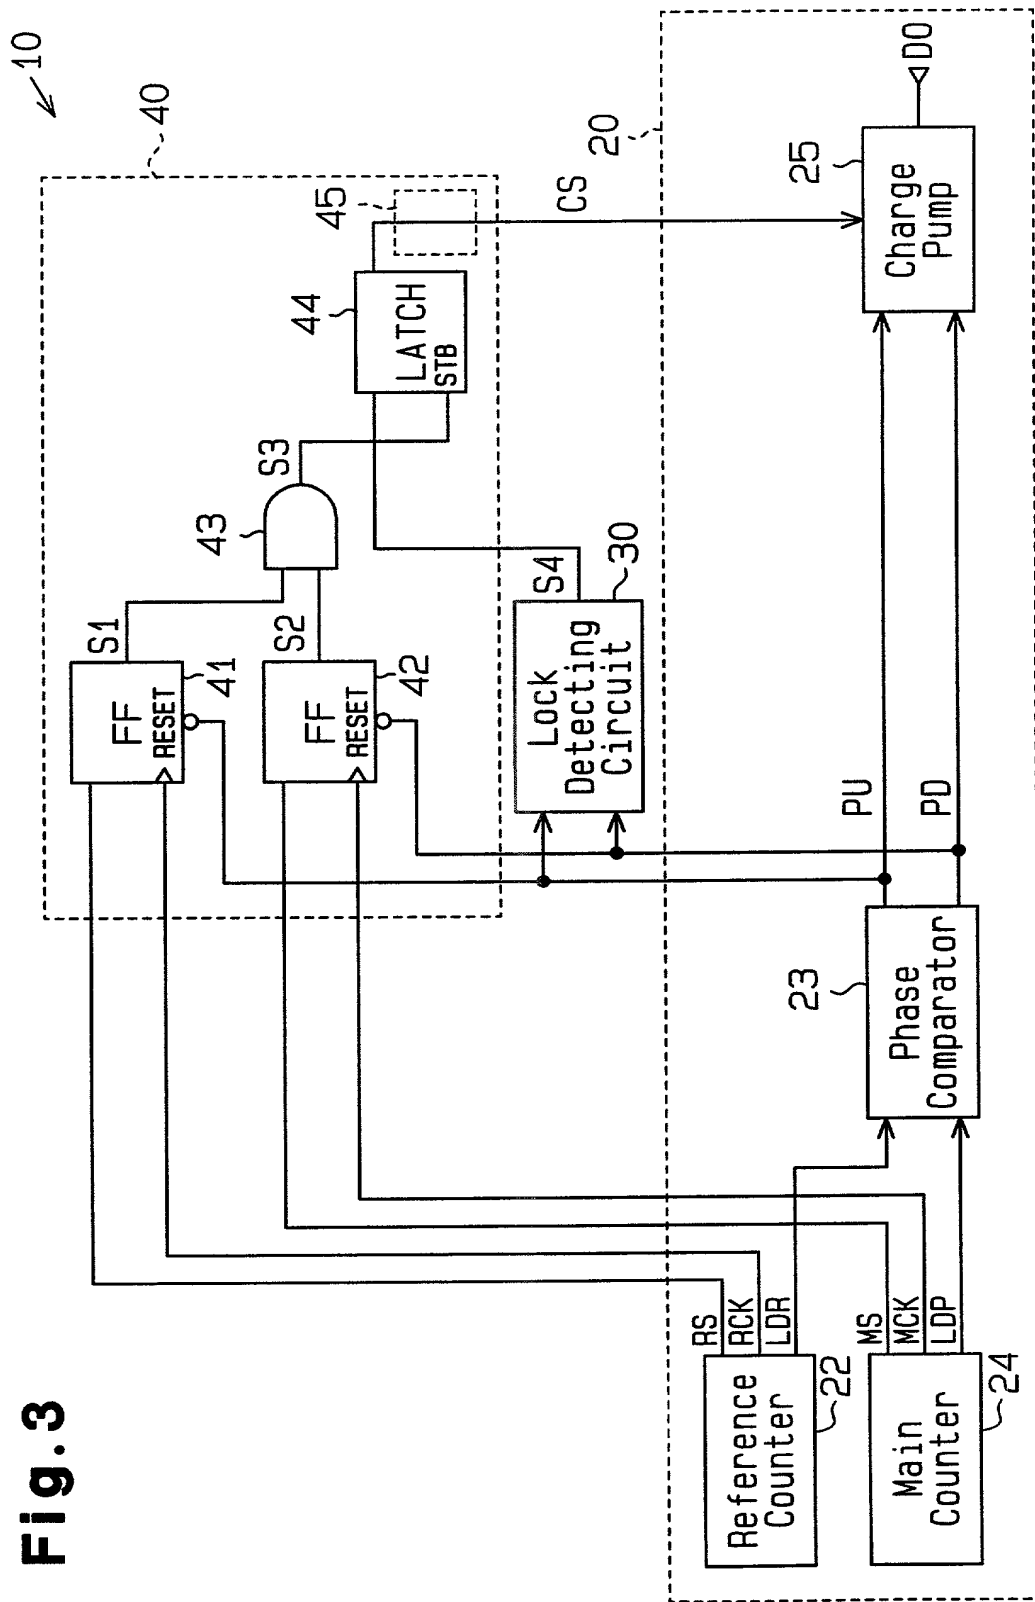 Fig.3
10
40
45
44
LATCH
STB
CS
S3
43
S1
S2
FF
RESET
41
FF
RESET
42
S4
30
Lock
Detecting
Circuit
20
25
Charge
Pump
DO
PU
PD
23
Phase
Comparator
RS
RCK
LDR
MS
MCK
LDP
Reference
Counter
22
Main
Counter
24